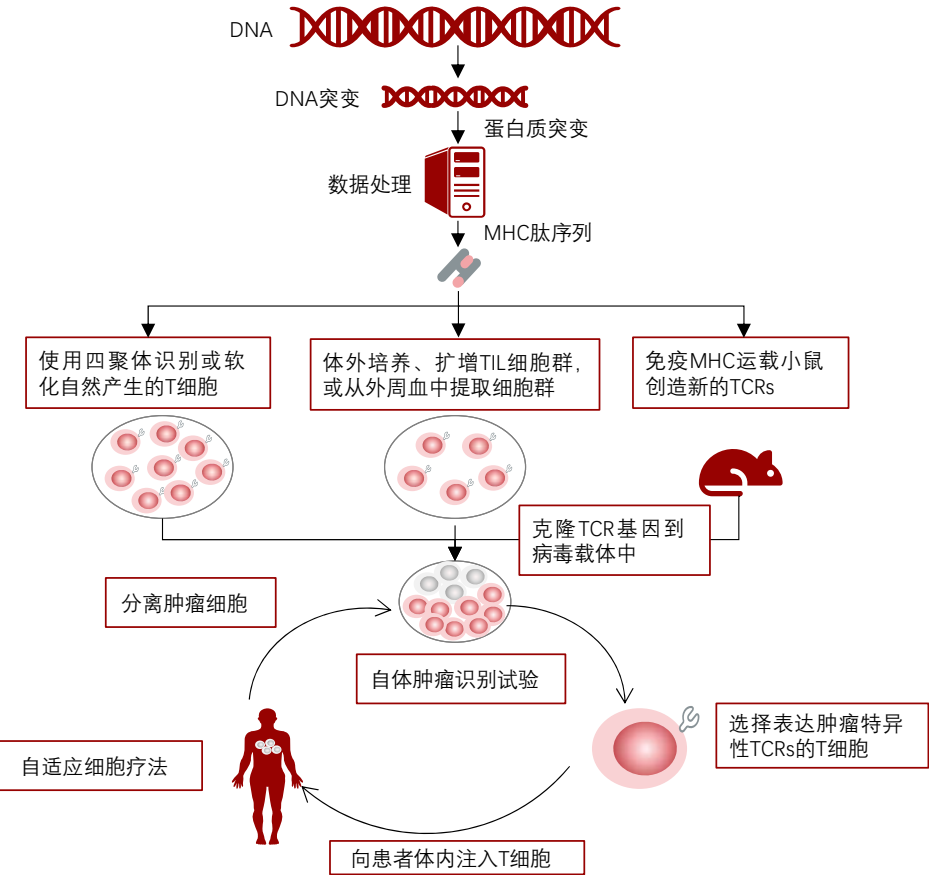 DNA
DNA突变
蛋白质突变
数据处理
MHC肽序列
使用四聚体识别或软
化自然产生的T细胞
体外培养、扩增TIL细胞群，
或从外周血中提取细胞群
免疫MHC运载小鼠
创造新的TCRs
克隆TCR基因到
病毒载体中
分离肿瘤细胞
自体肿瘤识别试验
选择表达肿瘤特异
性TCRs的T细胞
自适应细胞疗法
向患者体内注入T细胞